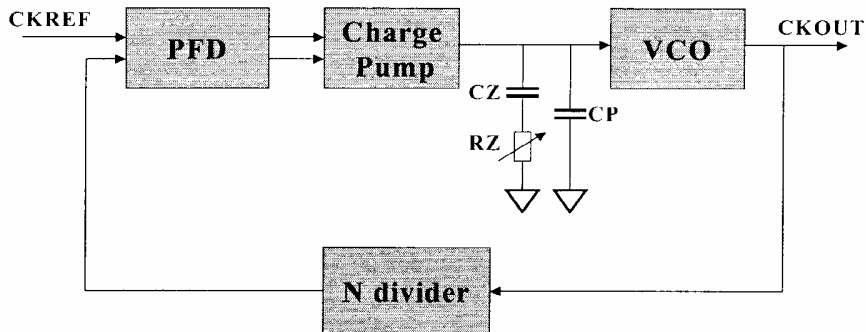 CKREF
PFD
Charge
Pump
VCO
CKOUT
CZ
CP
RZ
N divider